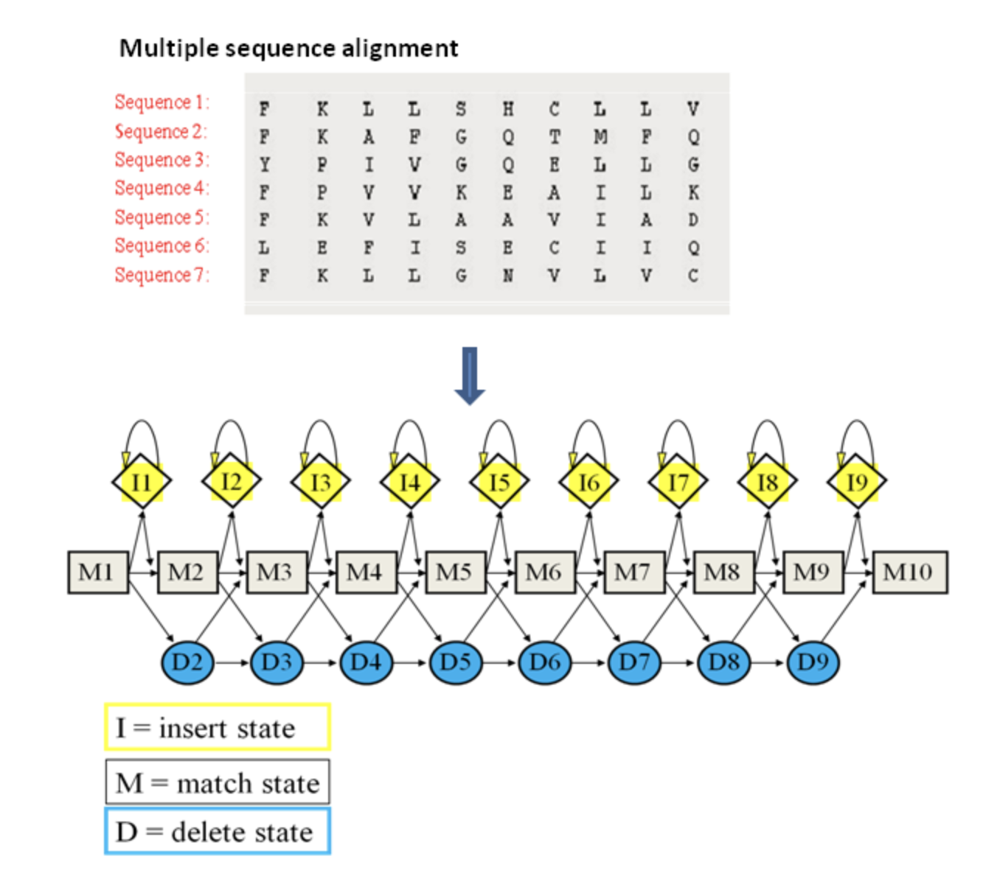 Multiple sequence alignment
Sequence 1: F K L L S H C L L V
Sequence 2: F K A F G Q T M F Q
Sequence 3: Y P I V G Q E L L G
Sequence 4: F P V V K E A I L K
Sequence 5: F K V L A A V I A D
Sequence 6: L E F I S E C I I Q
Sequence 7: F K L L G N V L V C
I1 I2 I3 I4 I5 I6 I7 I8 I9
M1 M2 M3 M4 M5 M6 M7 M8 M9 M10
D2 D3 D4 D5 D6 D7 D8 D9
I = insert state
M = match state
D = delete state